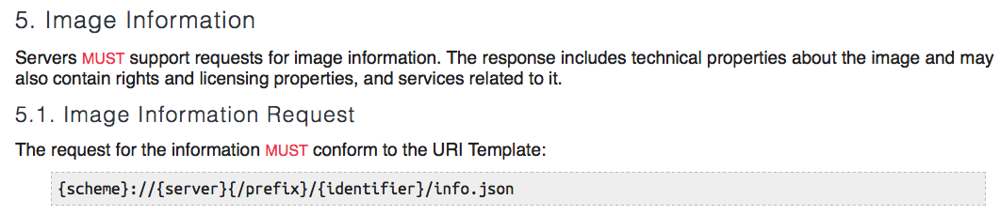 5. Image Information
Servers MUST support requests for image information. The response includes technical properties about the image and may
also contain rights and licensing properties, and services related to it.
5.1. Image Information Request
The request for the information MUST conform to the URI Template:
{scheme}://{server}{/prefix}/{identifier}/info.json